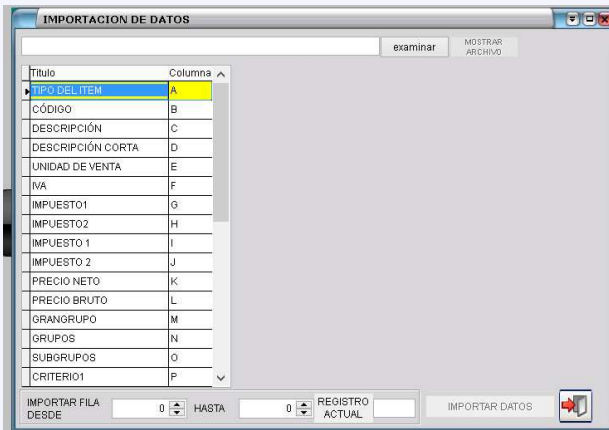 IMPORTACION DE DATOS
examinar
MOSTRAR
ARCHIVO
Titulo Columna
TIPO DEL ITEM A
CÓDIGO B
DESCRIPCIÓN C
DESCRIPCIÓN CORTA D
UNIDAD DE VENTA E
IVA F
IMPUESTO1 G
IMPUESTO2 H
IMPUESTO 1 I
IMPUESTO 2 J
PRECIO NETO K
PRECIO BRUTO L
GRANGRUPO M
GRUPOS N
SUBGRUPOS O
CRITERIO1 P
IMPORTAR FILA
DESDE
0 HASTA 0
REGISTRO
ACTUAL
IMPORTAR DATOS